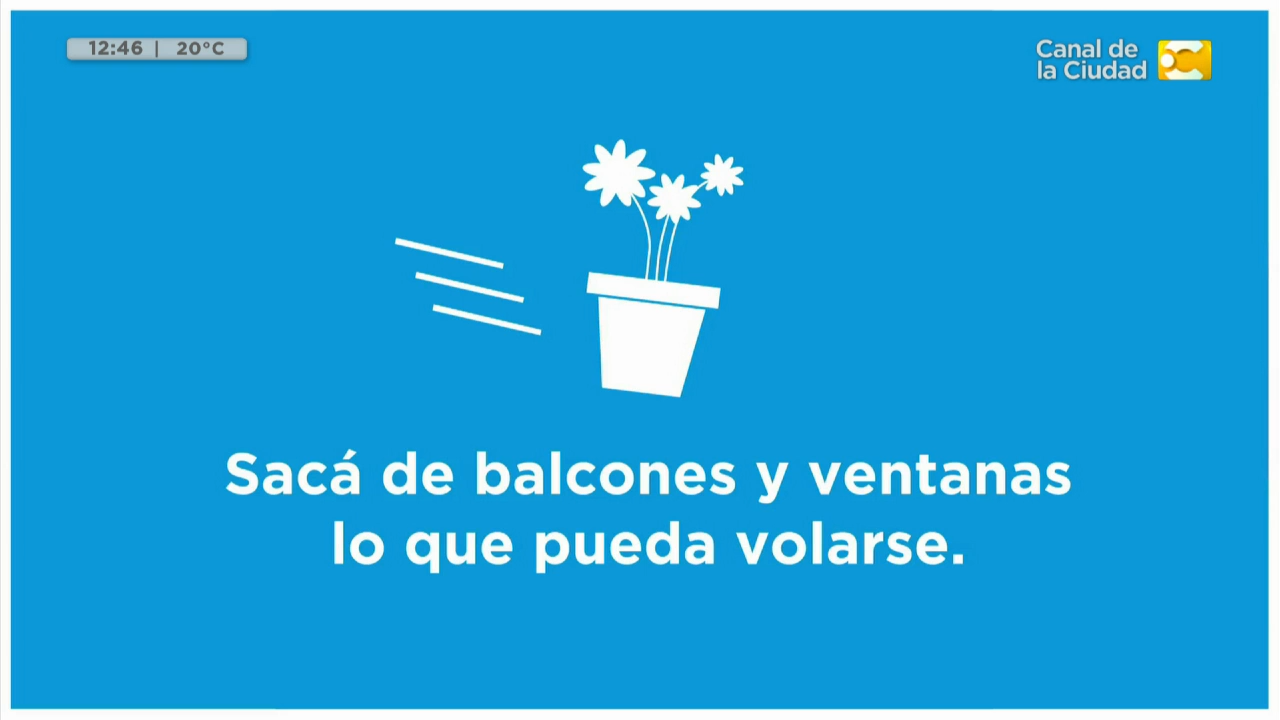 12:46 | 20°C
Canal de
la Ciudad
Sacá de balcones y ventanas
lo que pueda volarse.